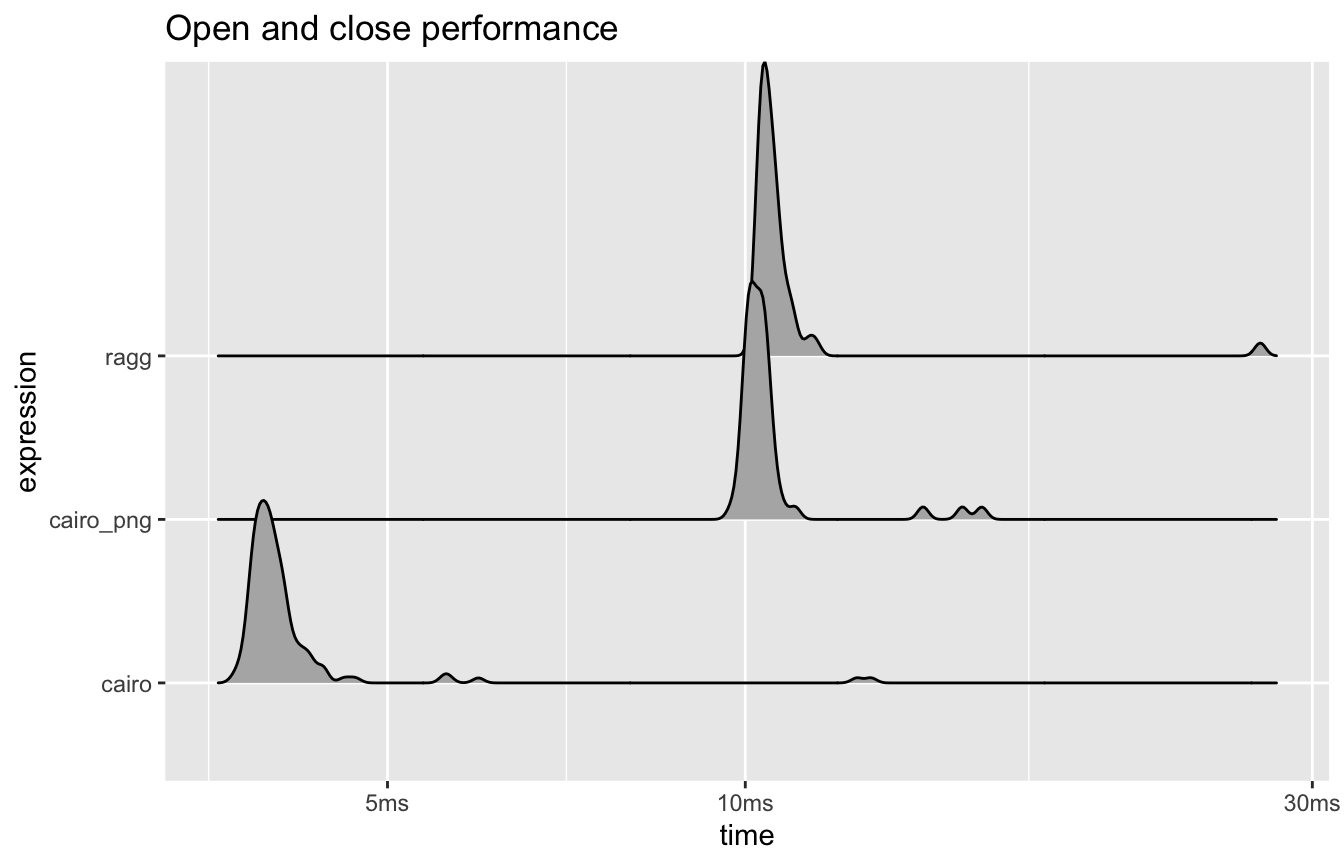 Open and close performance
expression
ragg
cairo_png
cairo
5ms
10ms
30ms
time